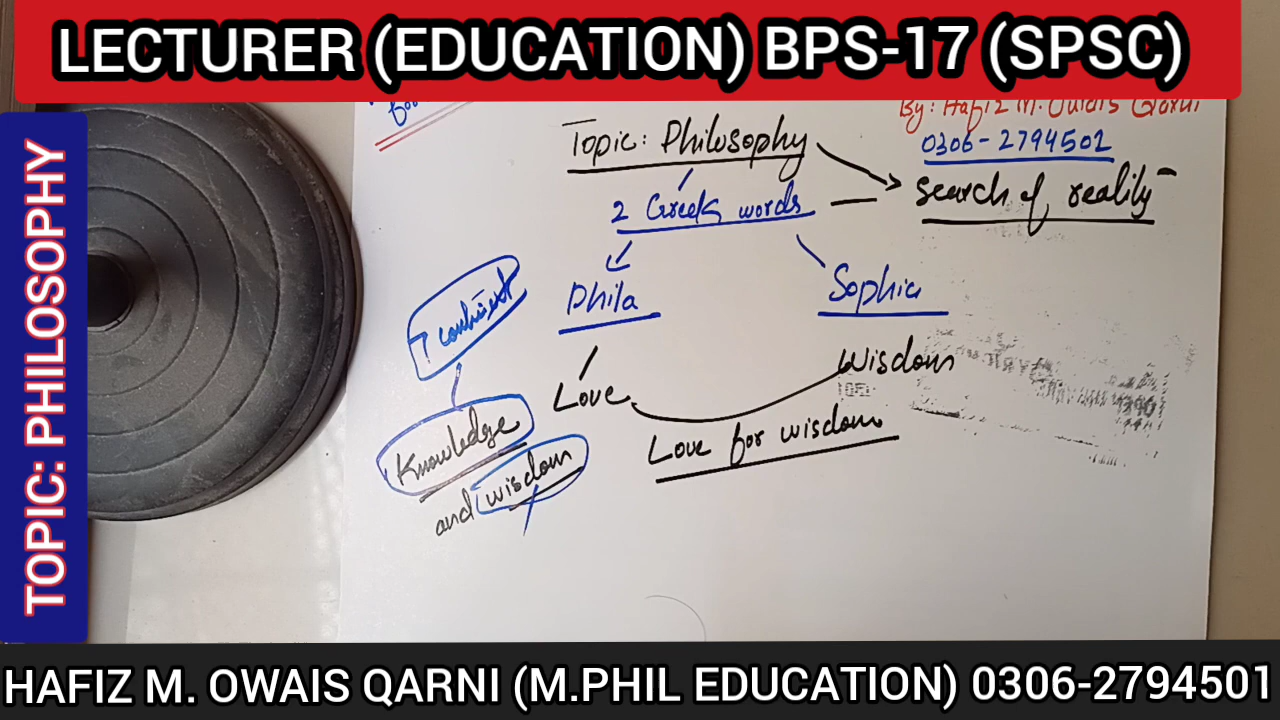 LECTURER (EDUCATION) BPS-17 (SPSC)
TOPIC: PHILOSOPHY
By: Hafiz M. Owais Qarni
0306-2794501
Topic: Philosophy
search of reality
2 Greek words
Phila
Sophia
Love
Wisdom
Love for wisdom
Knowledge
and wisdom
HAFIZ M. OWAIS QARNI (M.PHIL EDUCATION) 0306-2794501